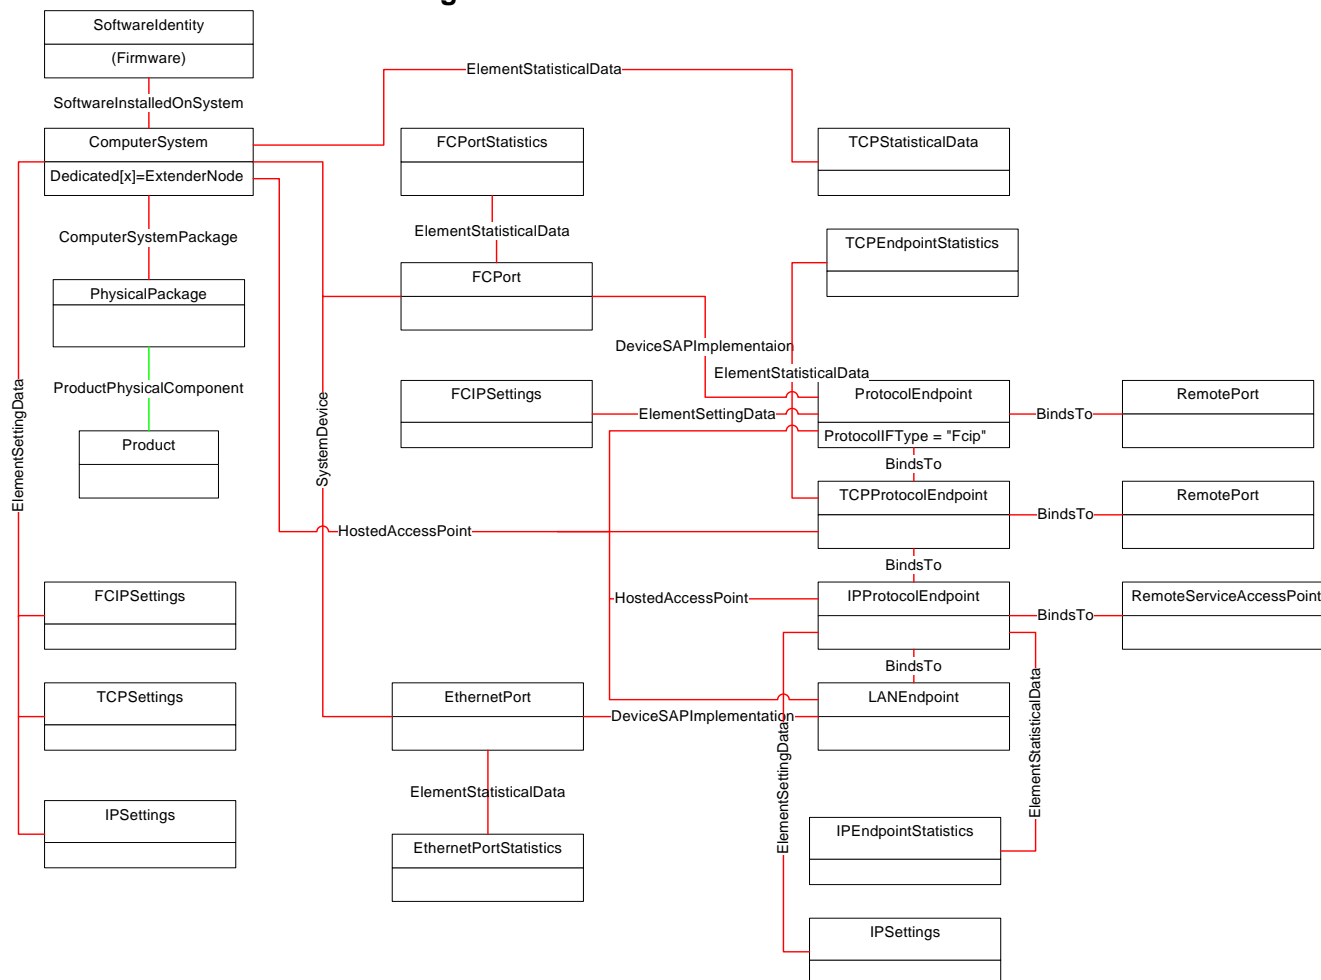 g
SoftwareIdentity
(Firmware)
SoftwareInstalledOnSystem
ElementStatisticalData
ComputerSystem
Dedicated[x]=ExtenderNode
FCPortStatistics
TCPStatisticalData
ComputerSystemPackage
ElementStatisticalData
TCPEndpointStatistics
PhysicalPackage
FCPort
DeviceSAPImplementaion
ElementStatisticalData
ProductPhysicalComponent
FCIPSettings
ElementSettingData
ProtocolEndpoint
ProtocolIFType = "Fcip"
BindsTo
RemotePort
Product
ElementSettingData
SystemDevice
BindsTo
TCPProtocolEndpoint
BindsTo
RemotePort
HostedAccessPoint
BindsTo
FCIPSettings
HostedAccessPoint
IPProtocolEndpoint
BindsTo
RemoteServiceAccessPoint
BindsTo
TCPSettings
EthernetPort
DeviceSAPImplementation
LANEndpoint
ElementSettingData
ElementStatisticalData
ElementStatisticalData
IPSettings
EthernetPortStatistics
IPEndpointStatistics
IPSettings